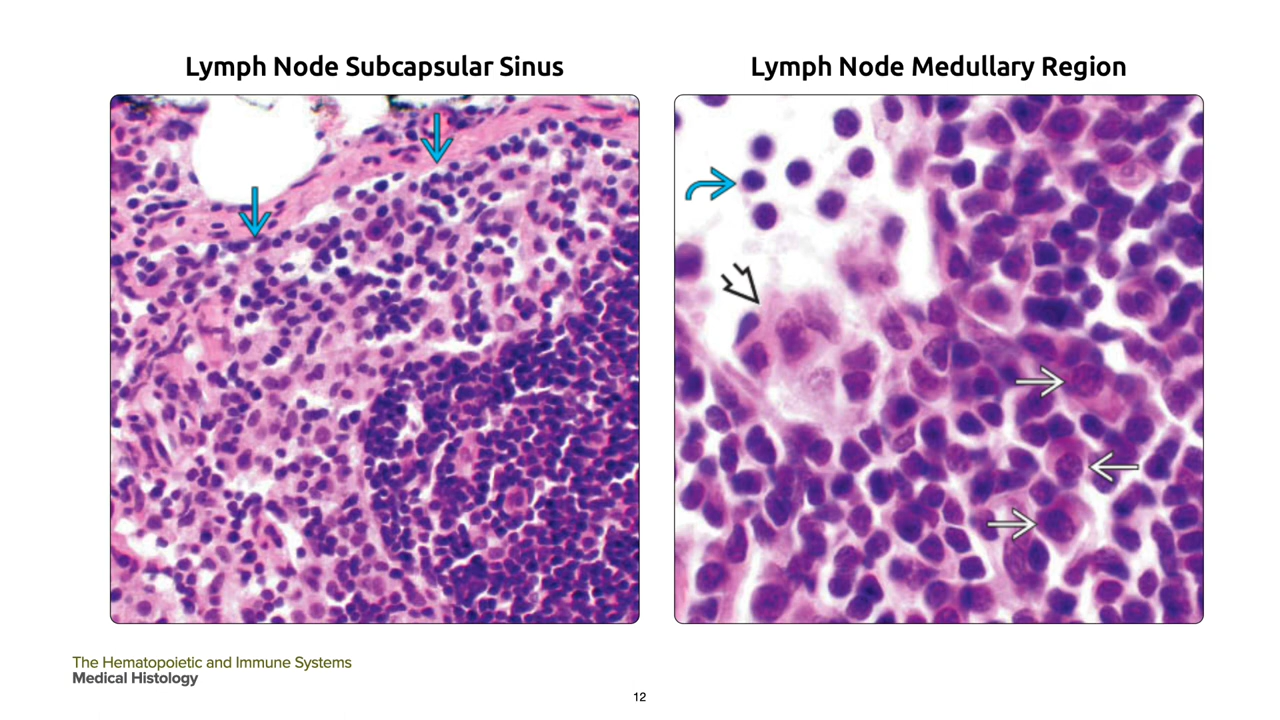 Lymph Node Subcapsular Sinus
Lymph Node Medullary Region
The Hematopoietic and Immune Systems
Medical Histology
12